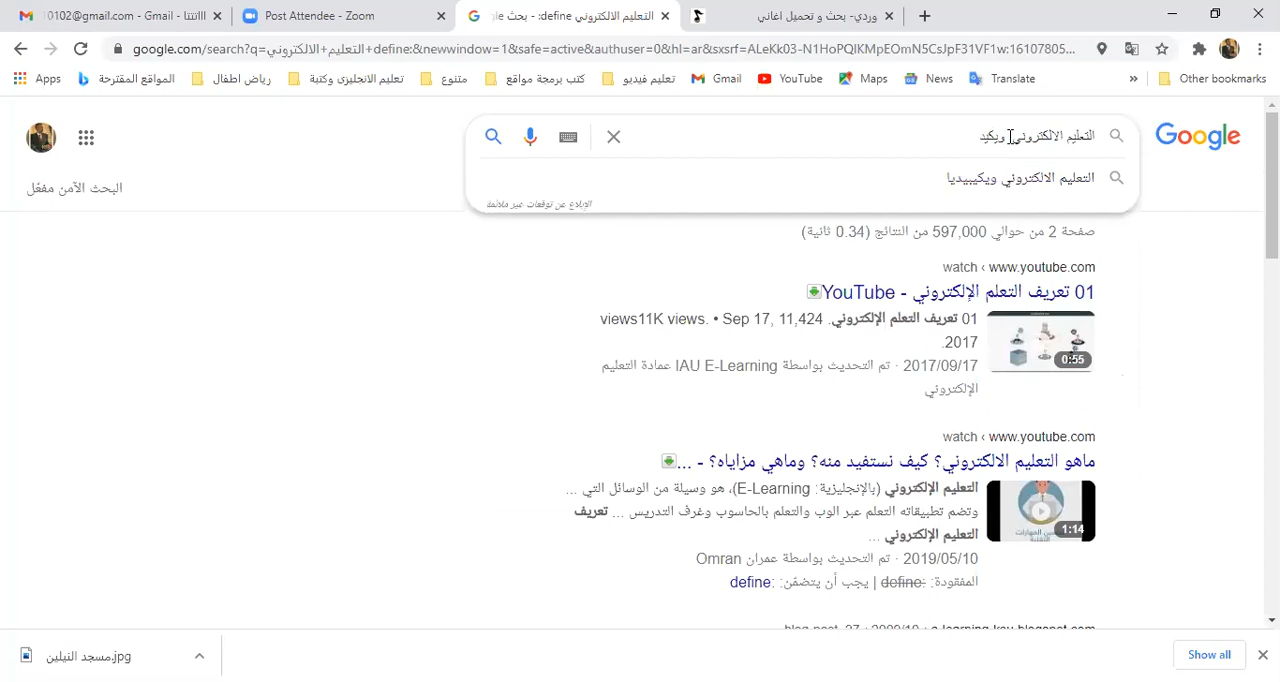 10102@gmail.com - Gmail - اااتتنا
Post Attendee - Zoom
التعليم الالكتروني define: - بحث
وردي- بحث و تحميل اغاني
google.com/search?q=التعليم+الالكتروني+define:&newwindow=1&safe=active&authuser=0&hl=ar&sxsrf=ALeKk03-N1HoPQlKMpEOmN5CsJpF31VF1w:16107805...
Apps
المواقع المقترحة
رياض اطفال
تعليم الانجليزى وكتبة
متنوع
كتب برمجة مواقع
تعليم فيديو
Gmail
YouTube
Maps
News
Translate
»
Other bookmarks
Google
التعليم الالكتروني ويكيد
التعليم الالكتروني ويكيبيديا
الإبلاغ عن توقعات غير ملائمة
البحث الآمن مفعّل
صفحة 2 من حوالي 597,000 من النتائج (0.34 ثانية)
www.youtube.com › watch
01 تعريف التعلم الإلكتروني - YouTube
01 تعريف التعلم الإلكتروني. 11,424 views11K views. • Sep 17,
2017.
2017/09/17 · تم التحديث بواسطة IAU E-Learning عمادة التعليم
الإلكتروني
0:55
www.youtube.com › watch
ماهو التعليم الالكتروني؟ كيف نستفيد منه؟ وماهي مزاياه؟ - ...
التعليم الإلكتروني (بالإنجليزية: E-Learning)، هو وسيلة من الوسائل التي ...
وتضم تطبيقاته التعلم عبر الوب والتعلم بالحاسوب وغرف التدريس ... تعريف
التعليم الإلكتروني ...
2019/05/10 · تم التحديث بواسطة عمران Omran
المفقودة: define: | يجب أن يتضمّن: define:
1:14
مسجد النيلين.jpg
Show all